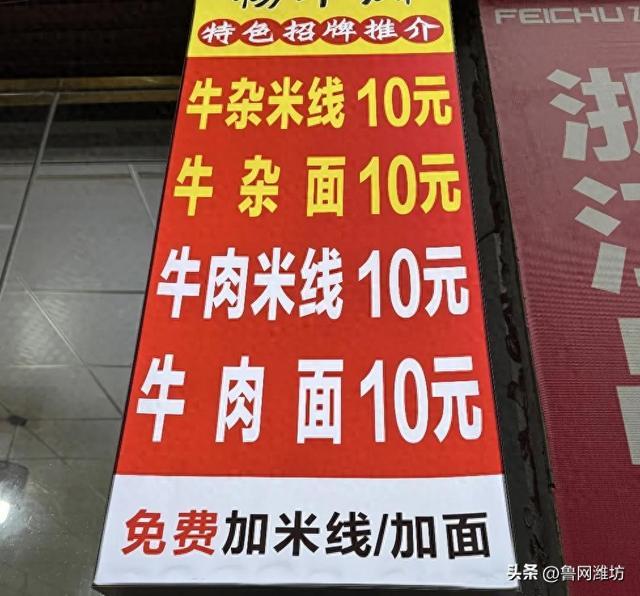 特色招牌推介
牛杂米线 10元
牛杂面 10元
牛肉米线 10元
牛肉面 10元
免费加米线/加面
FEICHU
浙
头条 @鲁网潍坊